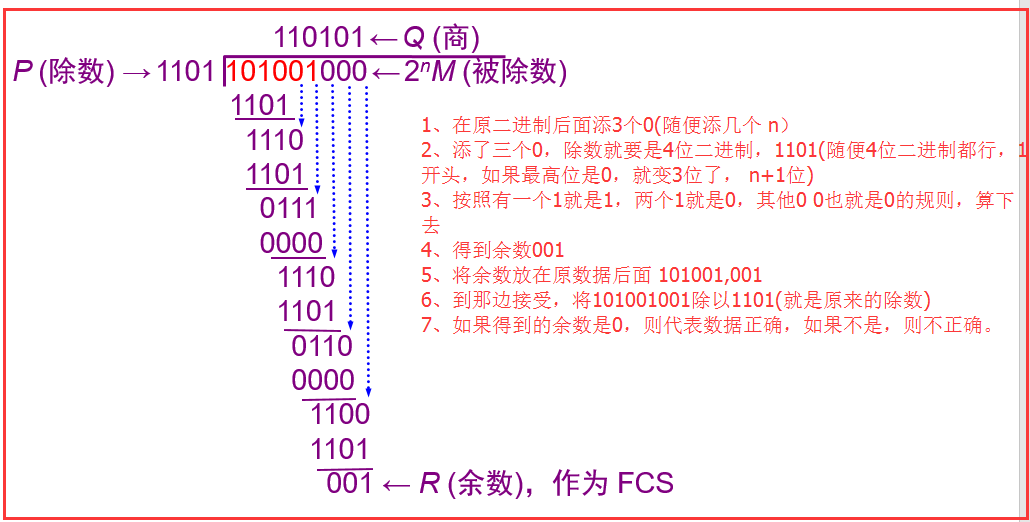 110101 ← Q (商)
P (除数) → 1101 101001000 ← 2ⁿM (被除数)
1101
1110
1101
0111
0000
1110
1101
0110
0000
1100
1101
001 ← R (余数)，作为 FCS
1、在原二进制后面添3个0(随便添几个 n）
2、添了三个0，除数就要是4位二进制，1101(随便4位二进制都行，1
开头，如果最高位是0，就变3位了， n+1位)
3、按照有一个1就是1，两个1就是0，其他0 0也就是0的规则，算下
去
4、得到余数001
5、将余数放在原数据后面 101001,001
6、到那边接受，将101001001除以1101(就是原来的除数)
7、如果得到的余数是0，则代表数据正确，如果不是，则不正确。